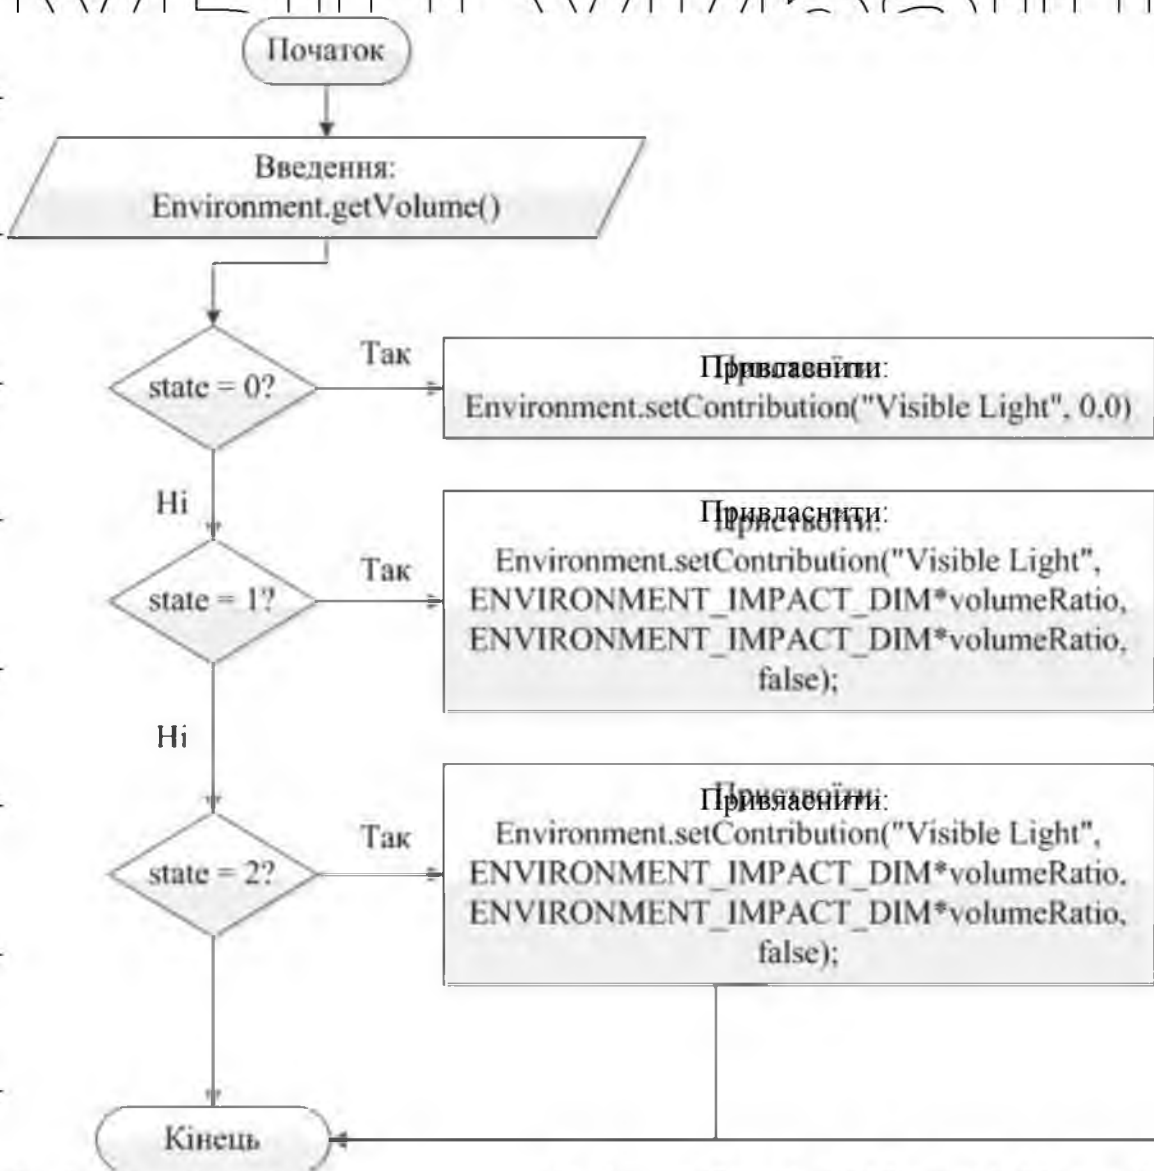 Початок
Введення:
Environment.getVolume()
state = 0?
Так
Привласнити:
Environment.setContribution("Visible Light", 0.0)
Ні
state = 1?
Так
Привласнити:
Environment.setContribution("Visible Light",
ENVIRONMENT_IMPACT_DIM*volumeRatio,
ENVIRONMENT_IMPACT_DIM*volumeRatio,
false);
Ні
state = 2?
Так
Привласнити:
Environment.setContribution("Visible Light",
ENVIRONMENT_IMPACT_DIM*volumeRatio,
ENVIRONMENT_IMPACT_DIM*volumeRatio,
false);
Кінець